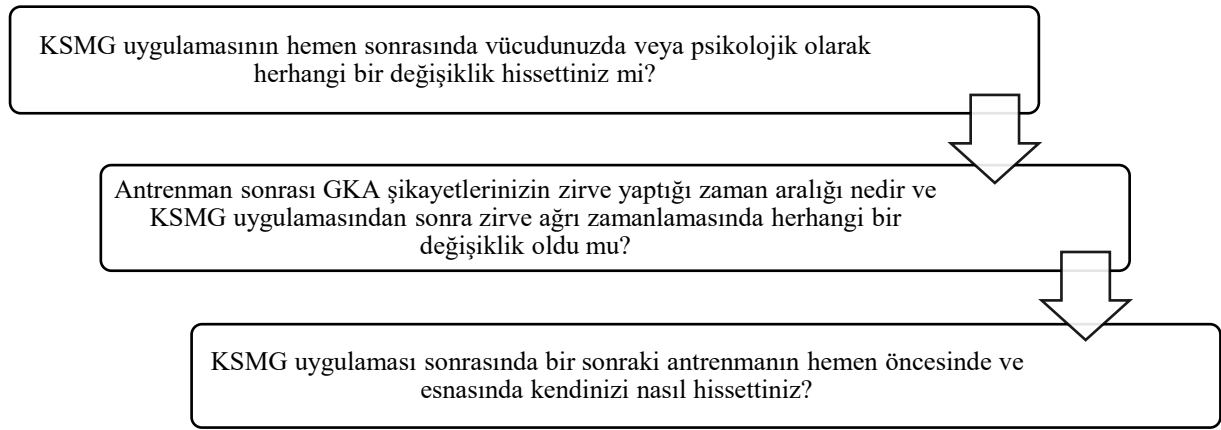 KSMG uygulamasının hemen sonrasında vücudunuzda veya psikolojik olarak
herhangi bir değişiklik hissettiniz mi?
Antrenman sonrası GKA şikayetlerinizin zirve yaptığı zaman aralığı nedir ve
KSMG uygulamasından sonra zirve ağrı zamanlamasında herhangi bir
değişiklik oldu mu?
KSMG uygulaması sonrasında bir sonraki antrenmanın hemen öncesinde ve
esnasında kendinizi nasıl hissettiniz?